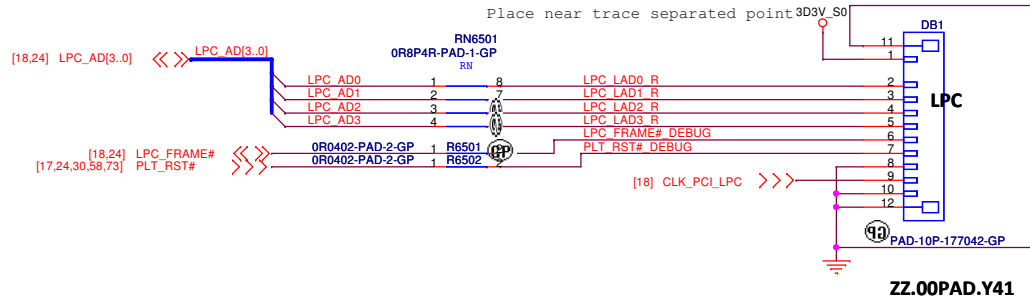 Place near trace separated point
3D3V_S0
DB1
RN6501
0R8P4R-PAD-1-GP
RN
11
1
[18,24] LPC_AD[3..0]
LPC_AD[3..0]
LPC_AD0 1 8 LPC_LAD0_R 2
LPC_AD1 2 7 LPC_LAD1_R 3
LPC_AD2 3 LPC_LAD2_R 4
LPC_AD3 4 LPC_LAD3_R 5
LPC
LPC_FRAME#_DEBUG 6
[18,24] LPC_FRAME# 0R0402-PAD-2-GP 1 R6501 GP
PLT_RST#_DEBUG 7
[17,24,30,58,73] PLT_RST# 0R0402-PAD-2-GP 1 R6502 2
8
[18] CLK_PCI_LPC 9
10
12
GP
PAD-10P-177042-GP
ZZ.00PAD.Y41